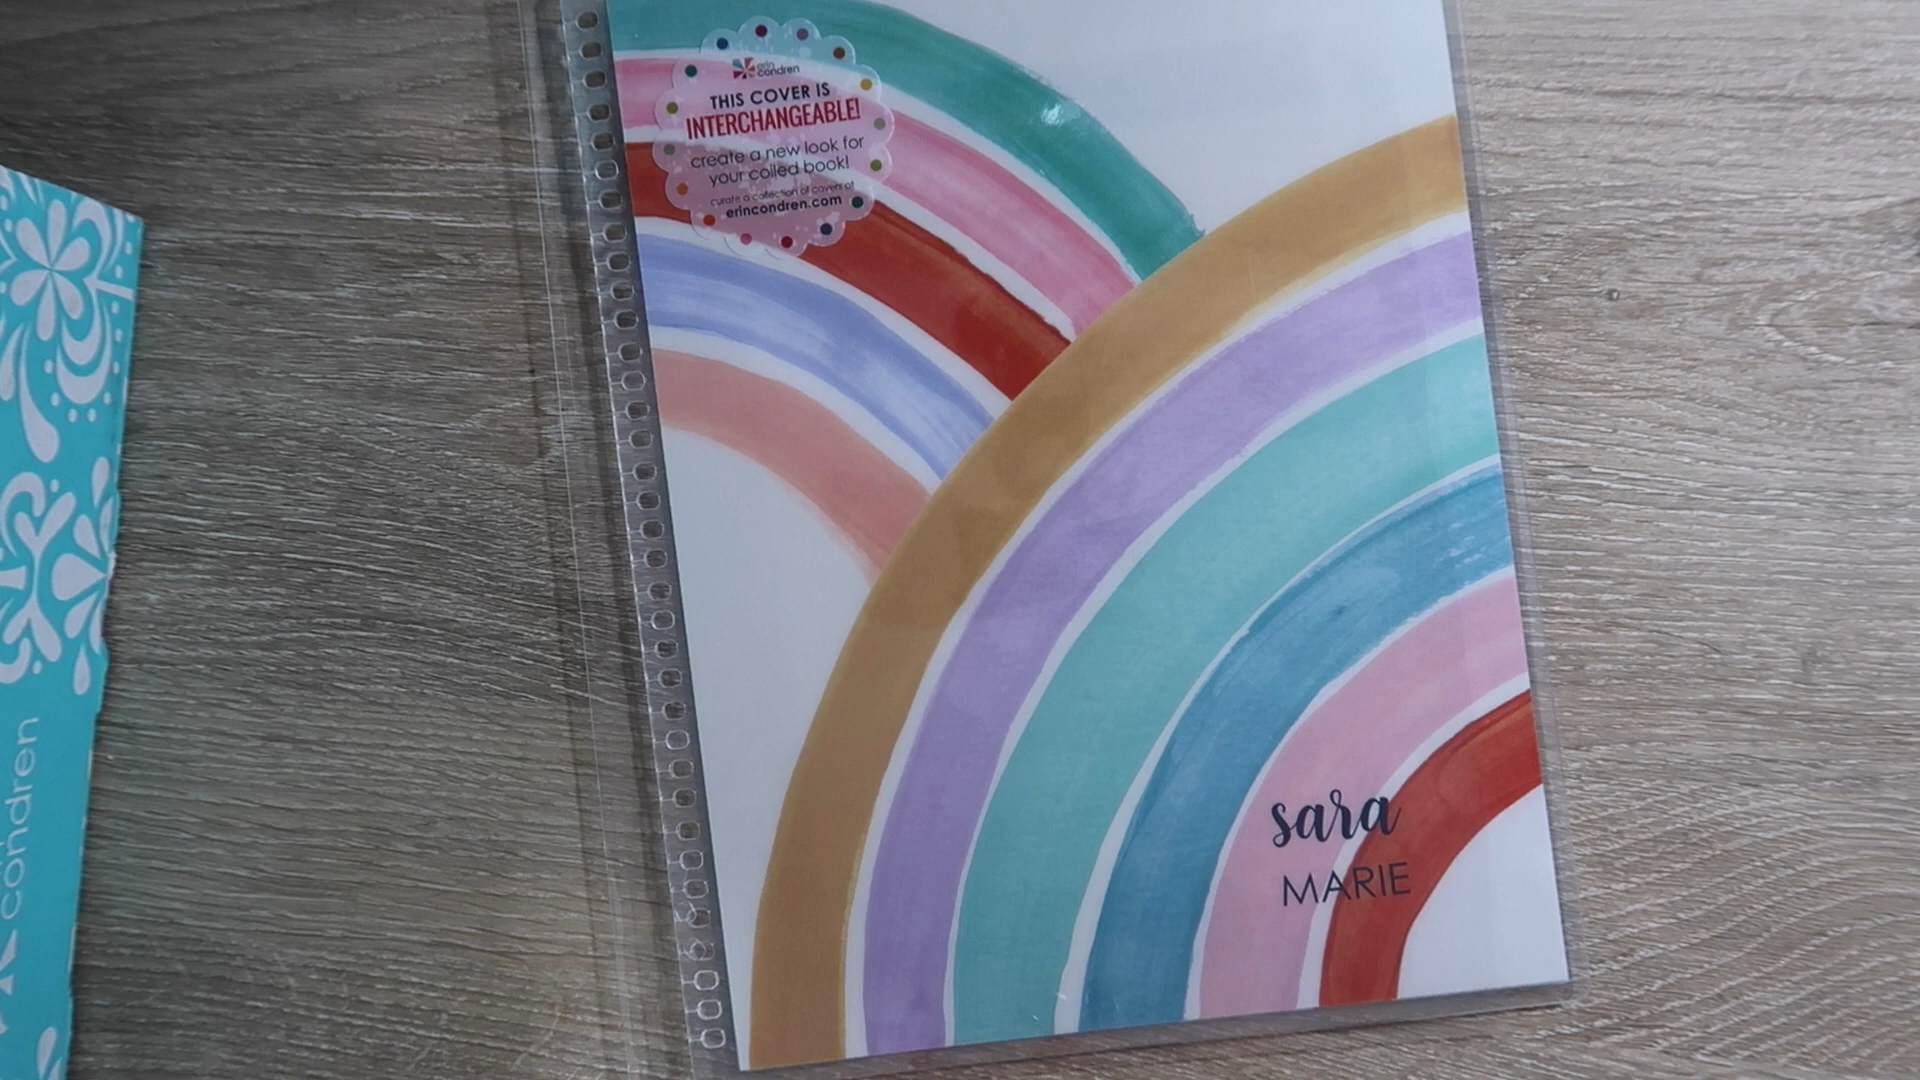 erin
condren
THIS COVER IS
INTERCHANGEABLE!
create a new look for
your coiled book!
curate a collection of covers at
erincondren.com
sara
MARIE
condren